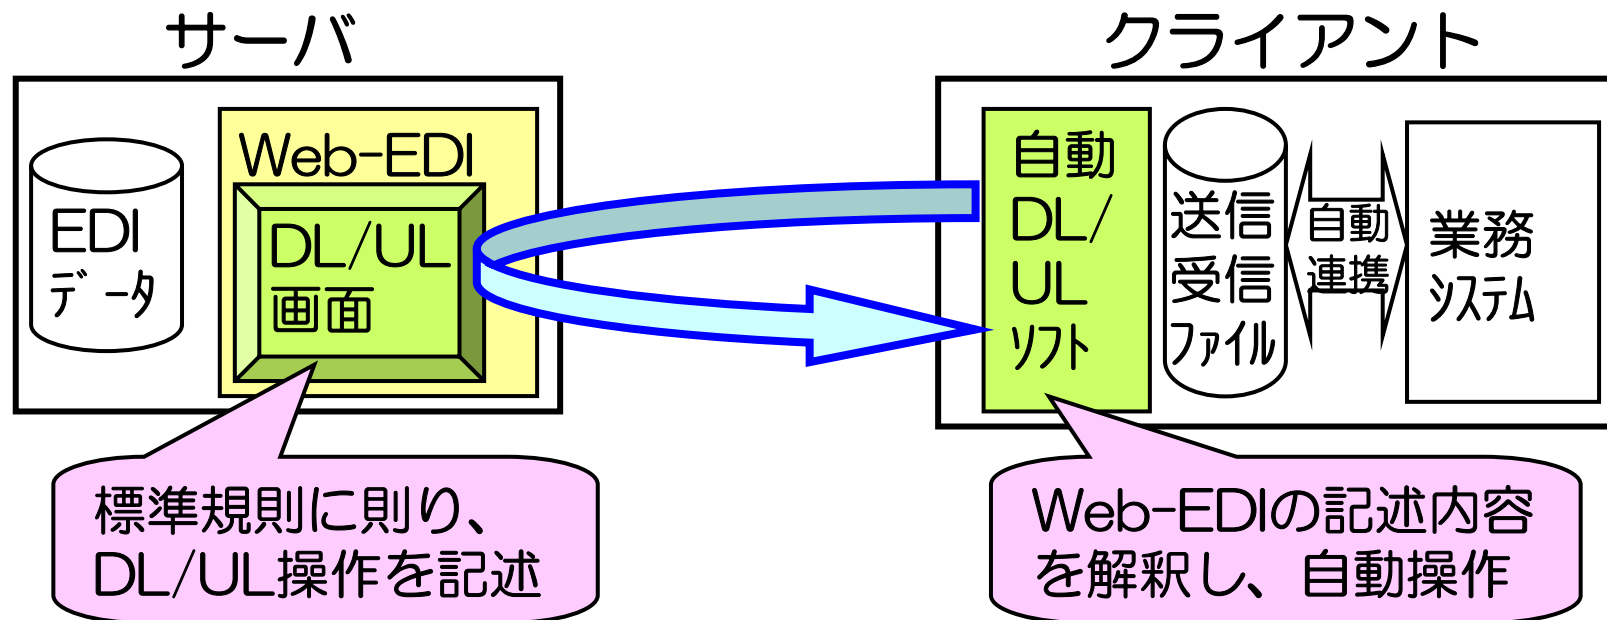 サーバ
クライアント
Web-EDI
EDI
データ
DL/UL
画面
自動
DL/
UL
ソフト
送信
受信
ファイル
自動
連携
業務
システム
標準規則に則り、
DL/UL操作を記述
Web-EDIの記述内容
を解釈し、自動操作